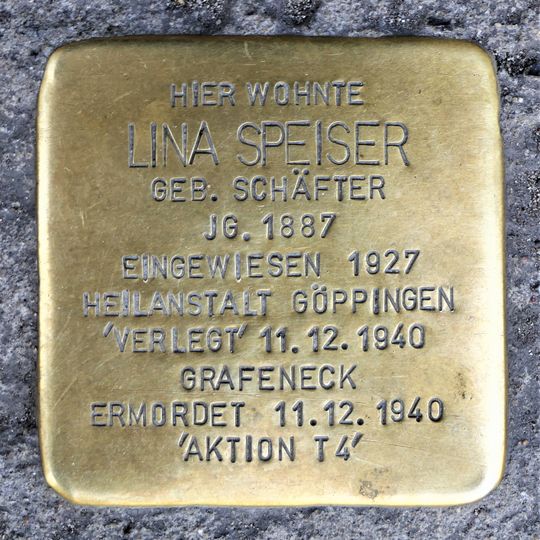 HIER WOHNTE
LINA SPEISER
GEB. SCHÄFTER
JG. 1887
EINGEWIESEN 1927
HEILANSTALT GÖPPINGEN
'VERLEGT' 11.12.1940
GRAFENECK
ERMORDET 11.12.1940
'AKTION T4'